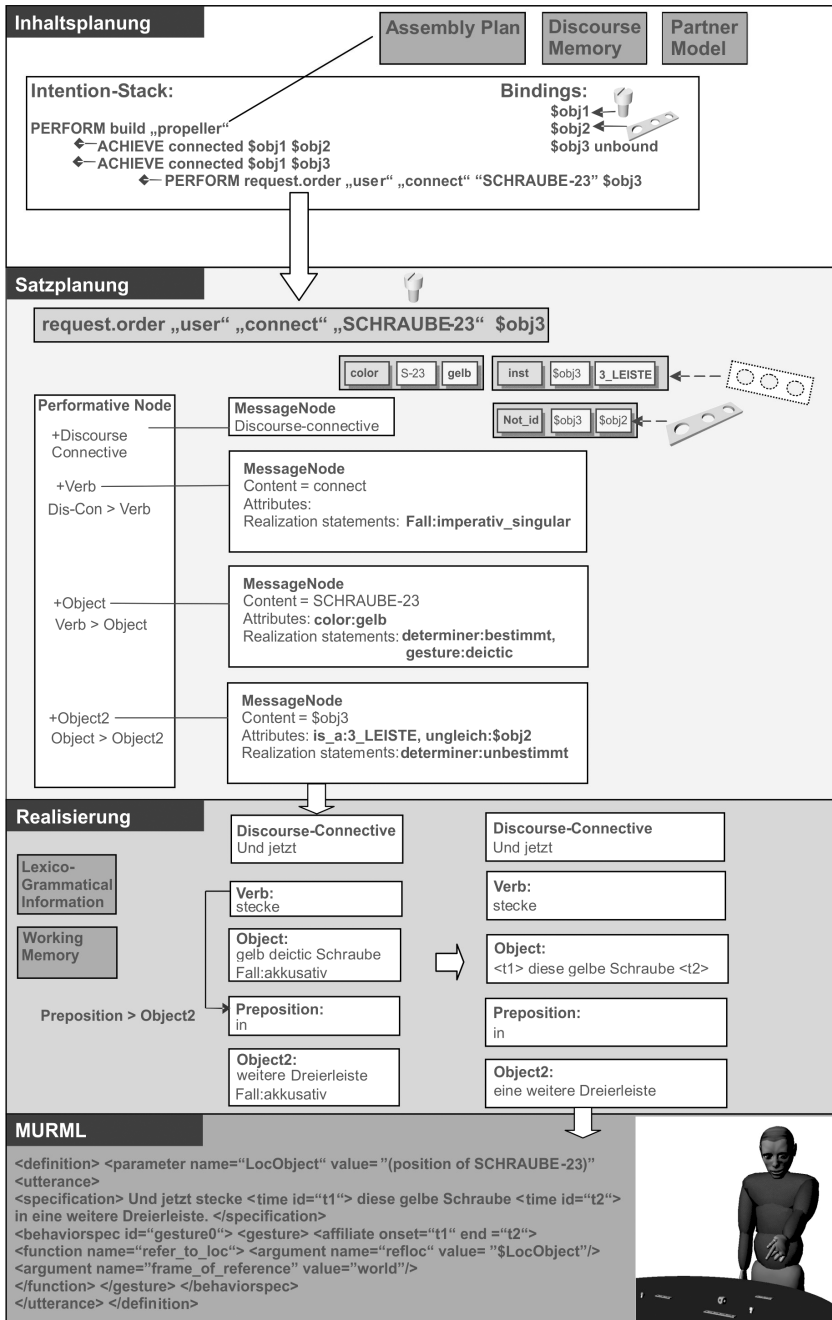 Inhaltsplanung
Assembly Plan
Discourse Memory
Partner Model
Intention-Stack:
Bindings:
$obj1
PERFORM build „propeller“
$obj2
ACHIEVE connected $obj1 $obj2
$obj3 unbound
ACHIEVE connected $obj1 $obj3
PERFORM request.order „user“ „connect“ “SCHRAUBE-23” $obj3
Satzplanung
request.order „user“ „connect“ „SCHRAUBE-23“ $obj3
color S-23 gelb
inst $obj3 3_LEISTE
Not_id $obj3 $obj2
Performative Node
+Discourse
Connective
MessageNode
Discourse-connective
+Verb
Dis-Con > Verb
MessageNode
Content = connect
Attributes:
Realization statements: Fall:imperativ_singular
+Object
Verb > Object
MessageNode
Content = SCHRAUBE-23
Attributes: color:gelb
Realization statements: determiner:bestimmt,
gesture:deictic
+Object2
Object > Object2
MessageNode
Content = $obj3
Attributes: is_a:3_LEISTE, ungleich:$obj2
Realization statements: determiner:unbestimmt
Realisierung
Lexico-
Grammatical
Information
Working
Memory
Preposition > Object2
Discourse-Connective
Und jetzt
Verb:
stecke
Object:
gelb deictic Schraube
Fall:akkusativ
Preposition:
in
Object2:
weitere Dreierleiste
Fall:akkusativ
Discourse-Connective
Und jetzt
Verb:
stecke
Object:
<t1> diese gelbe Schraube <t2>
Preposition:
in
Object2:
eine weitere Dreierleiste
MURML
<definition> <parameter name=“LocObject“ value= ”(position of SCHRAUBE-23)”
<utterance>
<specification> Und jetzt stecke <time id=“t1“> diese gelbe Schraube <time id=“t2“>
in eine weitere Dreierleiste. </specification>
<behaviorspec id=“gesture0“> <gesture> <affiliate onset=“t1“ end =“t2“>
<function name=“refer_to_loc“> <argument name=“refloc“ value= ”$LocObject”/>
<argument name=“frame_of_reference” value=”world”/>
</function> </gesture> </behaviorspec>
</utterance> </definition>